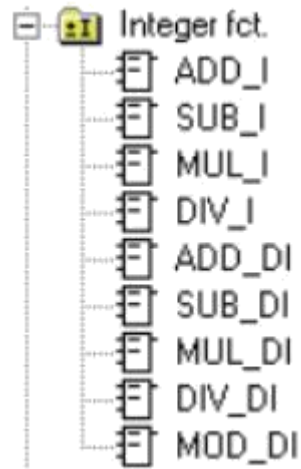 ±I Integer fct.
ADD_I
SUB_I
MUL_I
DIV_I
ADD_DI
SUB_DI
MUL_DI
DIV_DI
MOD_DI